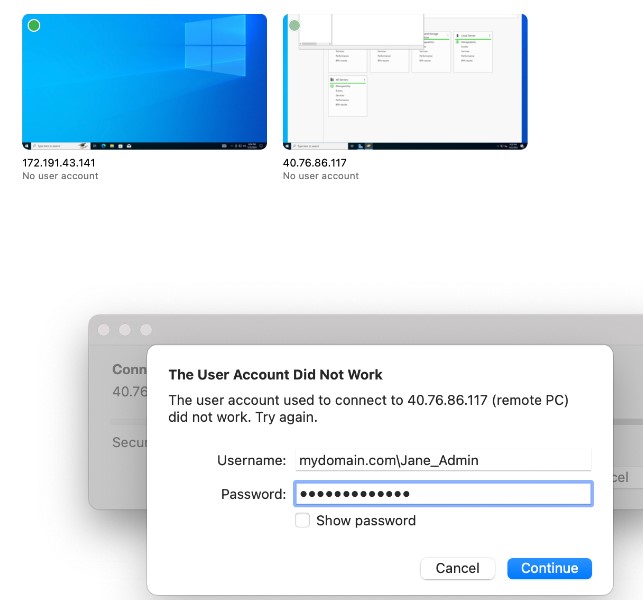 172.191.43.141
No user account
40.76.86.117
No user account
Conn
40.76
Secur
cel
The User Account Did Not Work
The user account used to connect to 40.76.86.117 (remote PC)
did not work. Try again.
Username: mydomain.com\Jane_Admin
Password: •••••••••••••
Show password
Cancel Continue